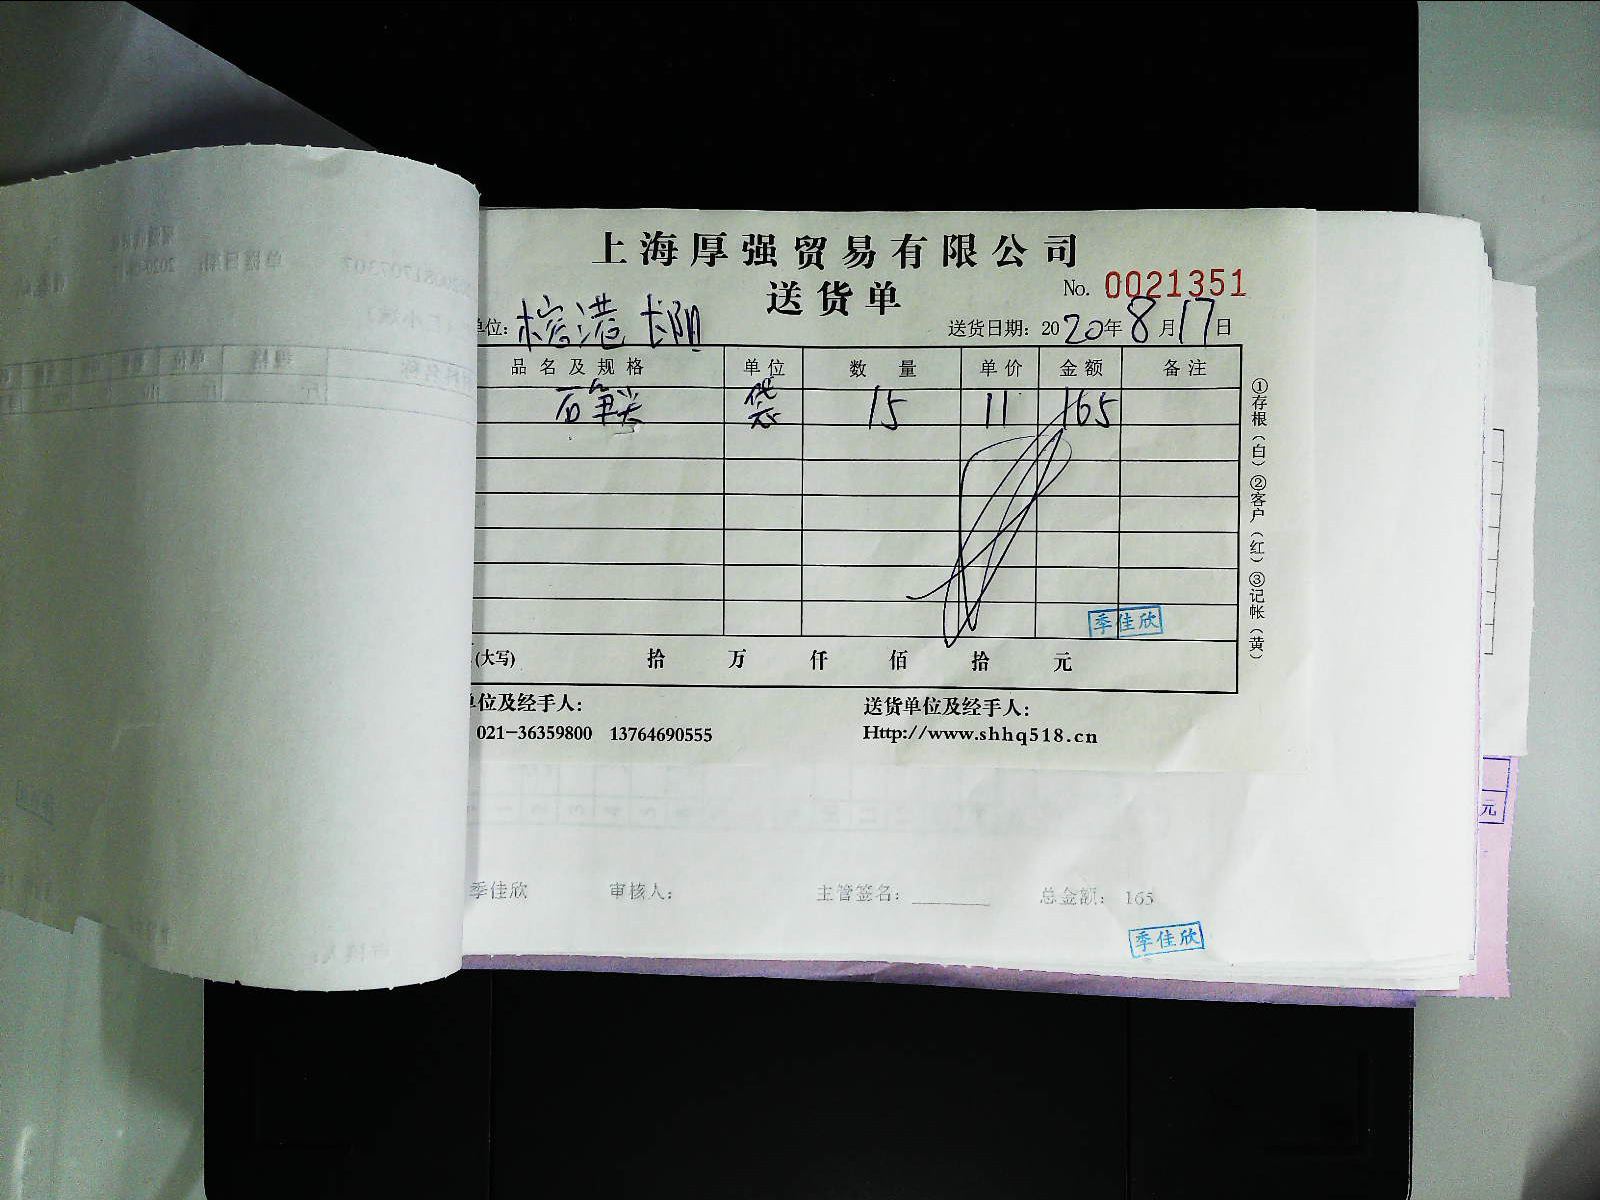 上海厚强贸易有限公司
送货单
No. 0021351
单位: 榕港 长阳
送货日期: 2020年8月17日
品名及规格 单位 数量 单价 金额 备注
石笋尖 袋 15 11 165
①存根(白)②客户(红)③记帐(黄)
季佳欣
(大写) 拾 万 仟 佰 拾 元
单位及经手人:
送货单位及经手人:
021-36359800 13764690555
Http://www.shhq518.cn
元
季佳欣 审核人: 主管签名: 总金额: 165
季佳欣